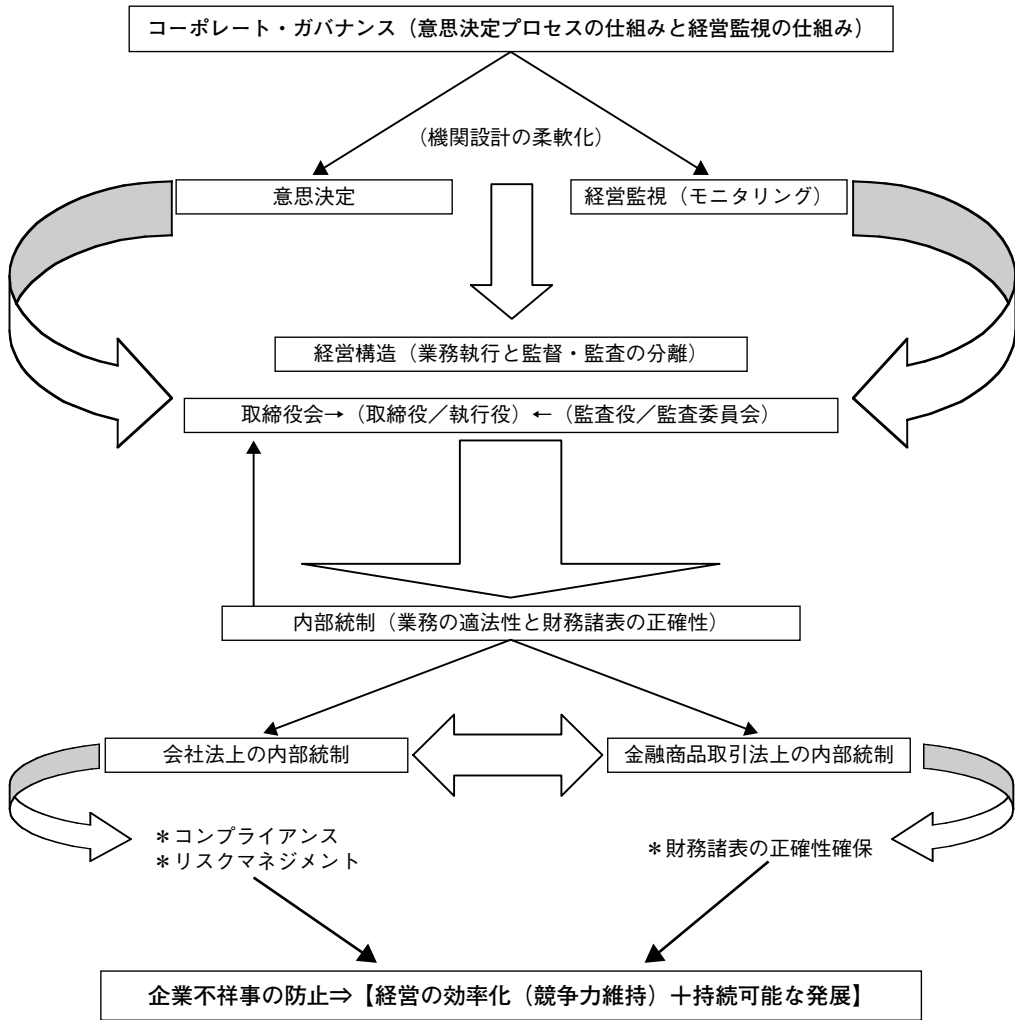 コーポレート・ガバナンス（意思決定プロセスの仕組みと経営監視の仕組み）
（機関設計の柔軟化）
意思決定
経営監視（モニタリング）
経営構造（業務執行と監督・監査の分離）
取締役会→（取締役／執行役）←（監査役／監査委員会）
内部統制（業務の適法性と財務諸表の正確性）
会社法上の内部統制
金融商品取引法上の内部統制
＊コンプライアンス
＊リスクマネジメント
＊財務諸表の正確性確保
企業不祥事の防止⇒【経営の効率化（競争力維持）＋持続可能な発展】